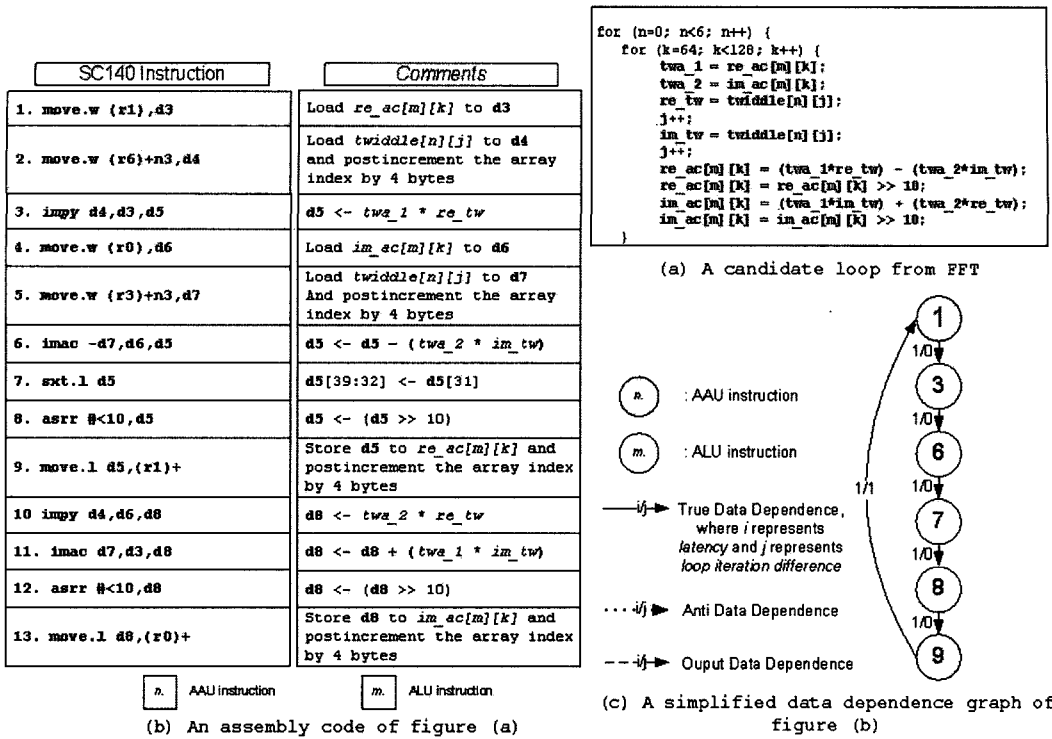 SC140 Instruction
Comments
1. move.w (r1),d3
Load re_ac[m][k] to d3
2. move.w (r6)+n3,d4
Load twiddle[n][j] to d4
and postincrement the array
index by 4 bytes
3. impy d4,d3,d5
d5 <- twa_1 * re_tw
4. move.w (r0),d6
Load im_ac[m][k] to d6
5. move.w (r3)+n3,d7
Load twiddle[n][j] to d7
And postincrement the array
index by 4 bytes
6. imac -d7,d6,d5
d5 <- d5 - (twa_2 * im_tw)
7. sxt.l d5
d5[39:32] <- d5[31]
8. asrr #<10,d5
d5 <- (d5 >> 10)
9. move.l d5,(r1)+
Store d5 to re_ac[m][k] and
postincrement the array index
by 4 bytes
10 impy d4,d6,d8
d8 <- twa_2 * re_tw
11. imac d7,d3,d8
d8 <- d8 + (twa_1 * im_tw)
12. asrr #<10,d8
d8 <- (d8 >> 10)
13. move.l d8,(r0)+
Store d8 to im_ac[m][k] and
postincrement the array index
by 4 bytes
n. AAU instruction
m. ALU instruction
(b) An assembly code of figure (a)
for (n=0; n<6; n++) {
for (k=64; k<128; k++) {
twa_1 = re_ac[m][k];
twa_2 = im_ac[m][k];
re_tw = twiddle[n][j];
j++;
im_tw = twiddle[n][j];
j++;
re_ac[m][k] = (twa_1*re_tw) - (twa_2*im_tw);
re_ac[m][k] = re_ac[m][k] >> 10;
im_ac[m][k] = (twa_1*im_tw) + (twa_2*re_tw);
im_ac[m][k] = im_ac[m][k] >> 10;
}
(a) A candidate loop from FFT
n. : AAU instruction
m. : ALU instruction
i/j True Data Dependence,
where i represents
latency and j represents
loop iteration difference
i/j Anti Data Dependence
i/j Ouput Data Dependence
1
1/0
3
1/0
6
1/0
7
1/0
8
1/0
9
1/1
(c) A simplified data dependence graph of
figure (b)